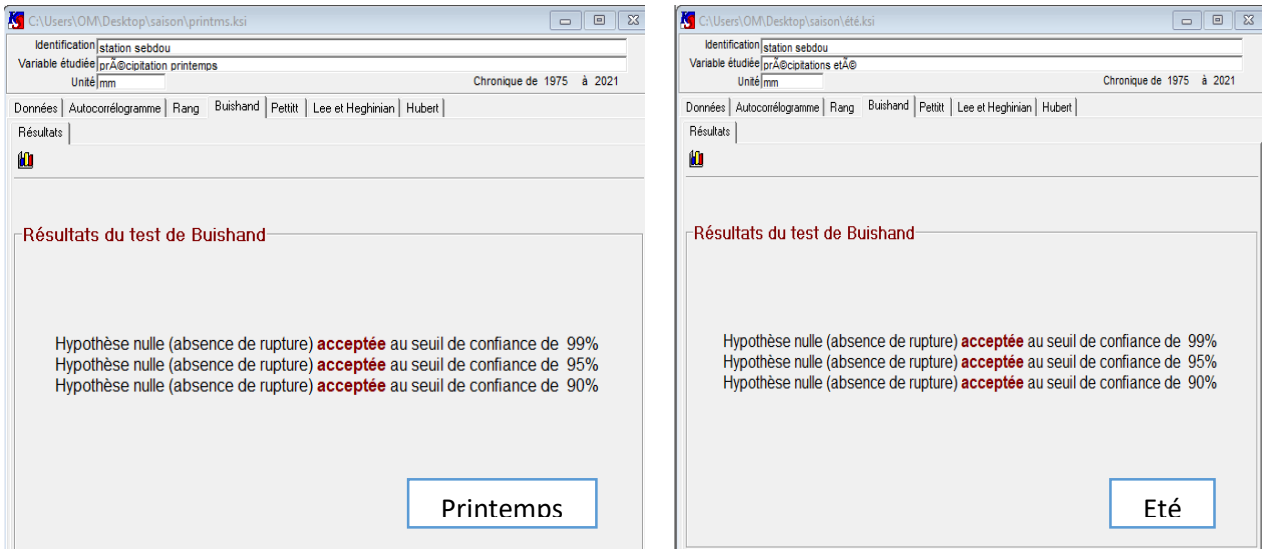 C:\Users\OM\Desktop\saison\printms.ksi
Identification station sebdou
Variable étudiée prÃ©cipitation printemps
Unité mm Chronique de 1975 à 2021
Données Autocorrélogramme Rang Buishand Pettitt Lee et Heghinian Hubert
Résultats
Résultats du test de Buishand
Hypothèse nulle (absence de rupture) acceptée au seuil de confiance de 99%
Hypothèse nulle (absence de rupture) acceptée au seuil de confiance de 95%
Hypothèse nulle (absence de rupture) acceptée au seuil de confiance de 90%
Printemps
C:\Users\OM\Desktop\saison\été.ksi
Identification station sebdou
Variable étudiée prÃ©cipitations etÃ©
Unité mm Chronique de 1975 à 2021
Données Autocorrélogramme Rang Buishand Pettitt Lee et Heghinian Hubert
Résultats
Résultats du test de Buishand
Hypothèse nulle (absence de rupture) acceptée au seuil de confiance de 99%
Hypothèse nulle (absence de rupture) acceptée au seuil de confiance de 95%
Hypothèse nulle (absence de rupture) acceptée au seuil de confiance de 90%
Eté